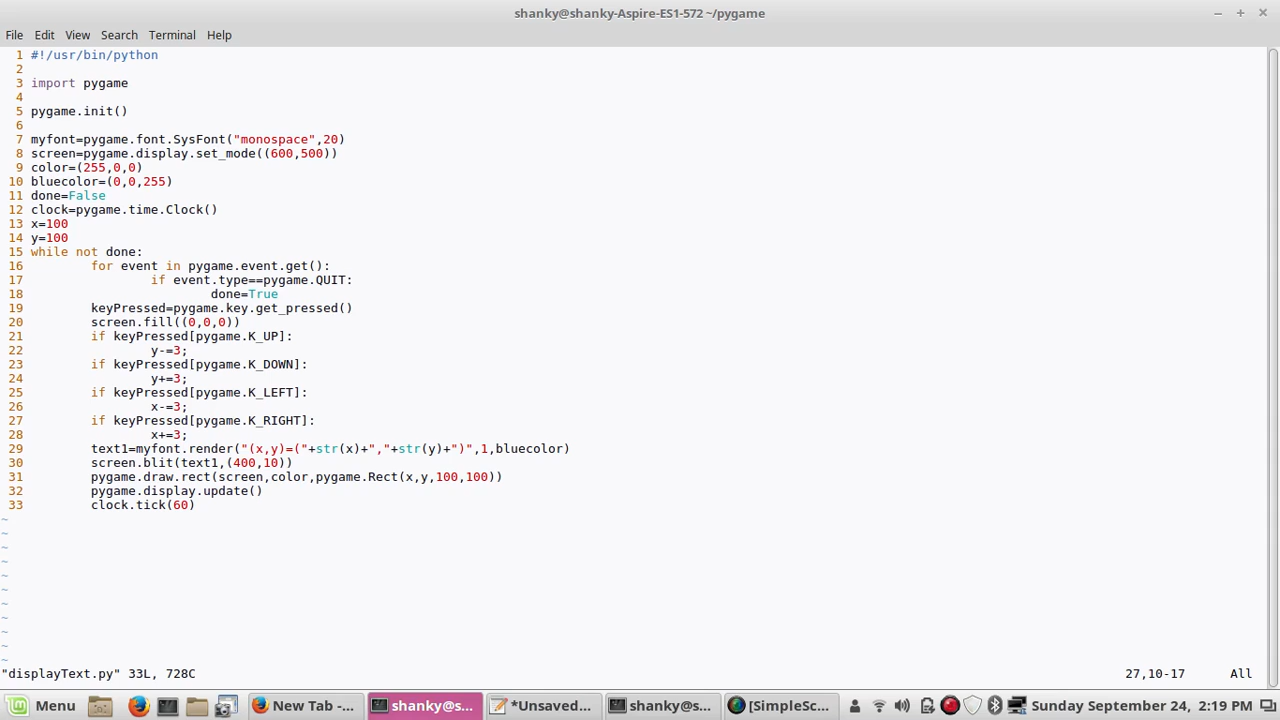 shanky@shanky-Aspire-ES1-572 ~/pygame
File Edit View Search Terminal Help
1 #!/usr/bin/python
2
3 import pygame
4
5 pygame.init()
6
7 myfont=pygame.font.SysFont("monospace",20)
8 screen=pygame.display.set_mode((600,500))
9 color=(255,0,0)
10 bluecolor=(0,0,255)
11 done=False
12 clock=pygame.time.Clock()
13 x=100
14 y=100
15 while not done:
16         for event in pygame.event.get():
17                 if event.type==pygame.QUIT:
18                         done=True
19         keyPressed=pygame.key.get_pressed()
20         screen.fill((0,0,0))
21         if keyPressed[pygame.K_UP]:
22                 y-=3;
23         if keyPressed[pygame.K_DOWN]:
24                 y+=3;
25         if keyPressed[pygame.K_LEFT]:
26                 x-=3;
27         if keyPressed[pygame.K_RIGHT]:
28                 x+=3;
29         text1=myfont.render("(x,y)=("+str(x)+","+str(y)+")",1,bluecolor)
30         screen.blit(text1,(400,10))
31         pygame.draw.rect(screen,color,pygame.Rect(x,y,100,100))
32         pygame.display.update()
33         clock.tick(60)
~
~
~
~
~
~
~
~
~
~
~
"displayText.py" 33L, 728C 27,10-17 All
Menu New Tab -... shanky@s... *Unsaved... shanky@s... [SimpleSc... Sunday September 24, 2:19 PM